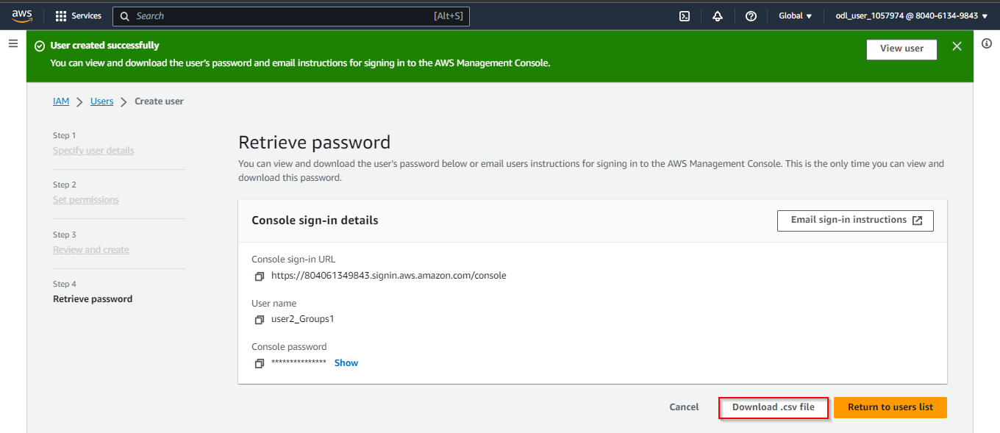 aws
Services
Search
[Alt+S]
Global
odl_user_1057974 @ 8040-6134-9843
User created successfully
You can view and download the user's password and email instructions for signing in to the AWS Management Console.
View user
IAM > Users > Create user
Step 1
Specify user details
Step 2
Set permissions
Step 3
Review and create
Step 4
Retrieve password
Retrieve password
You can view and download the user's password below or email users instructions for signing in to the AWS Management Console. This is the only time you can view and
download this password.
Console sign-in details
Email sign-in instructions
Console sign-in URL
https://804061349843.signin.aws.amazon.com/console
User name
user2_Groups1
Console password
*************** Show
Cancel
Download .csv file
Return to users list